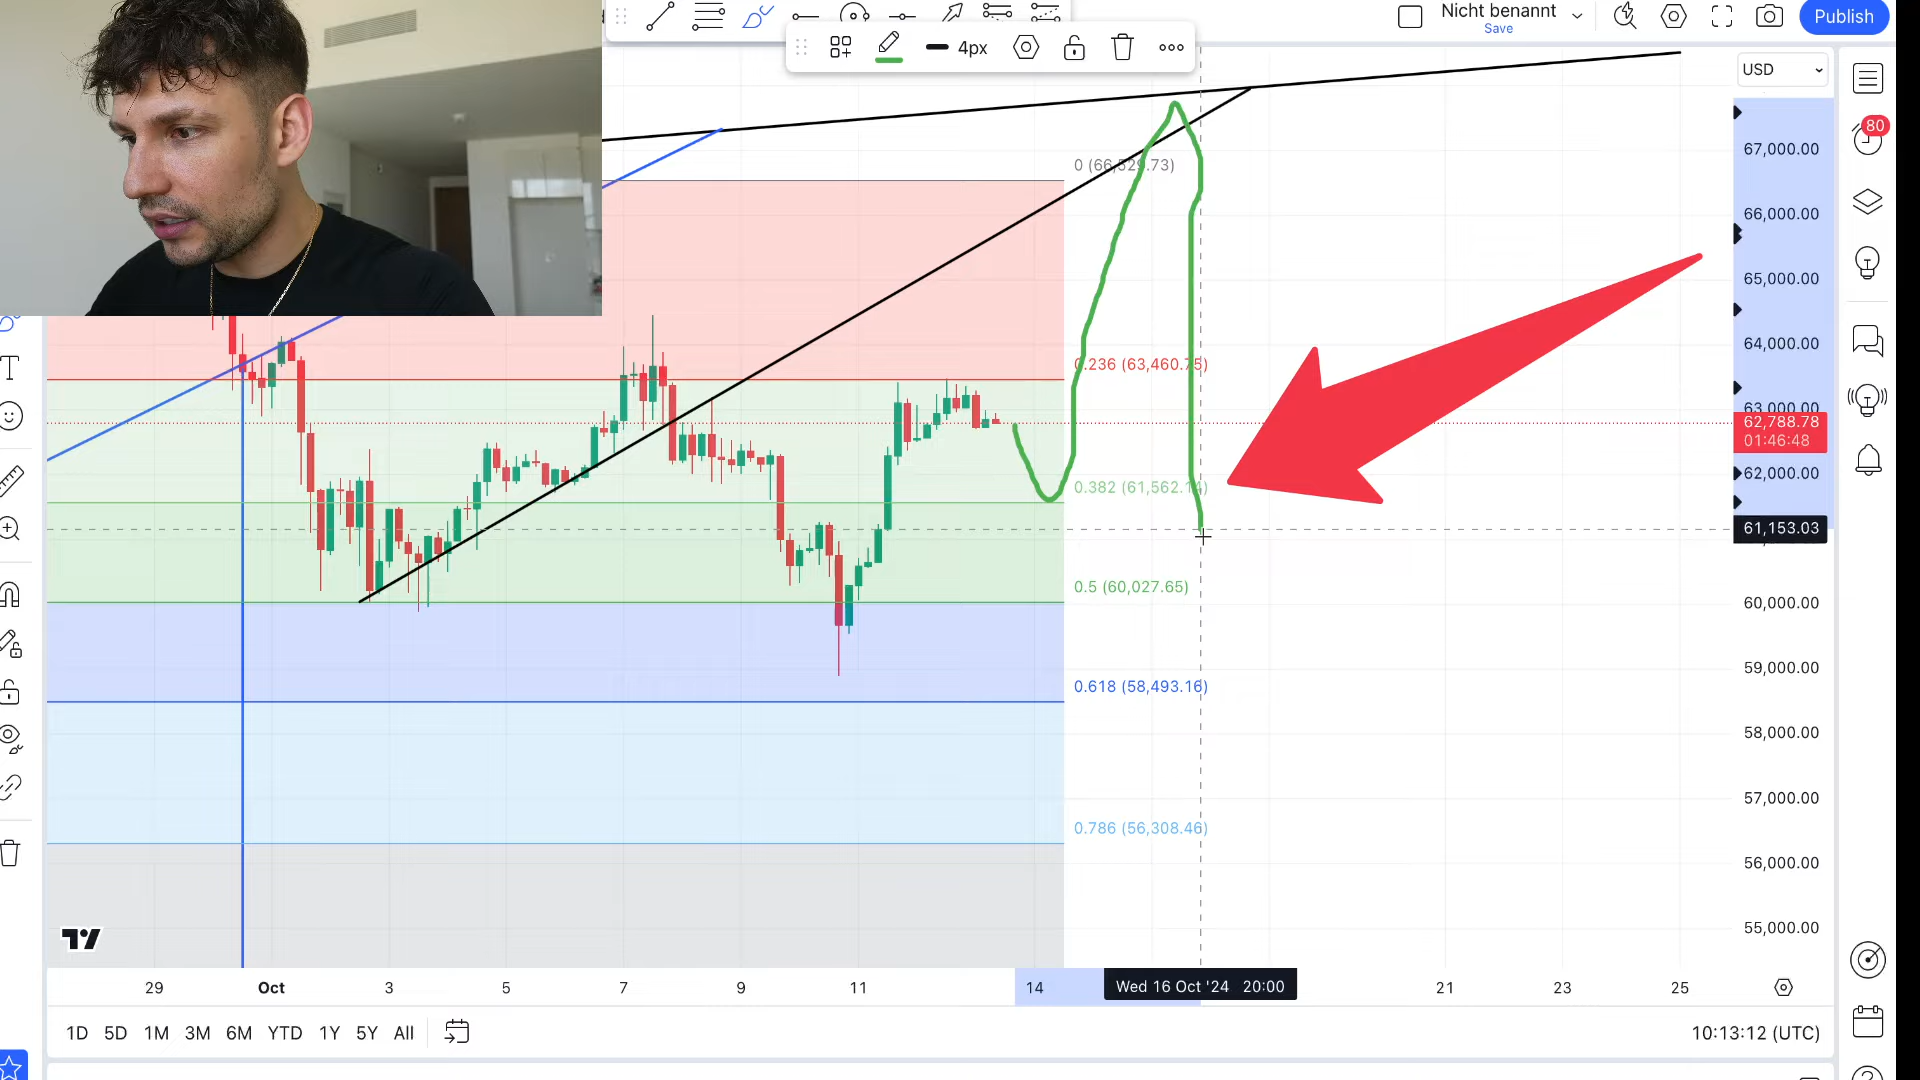 Nicht benannt
Save
Publish
4px
USD
80
0 (66,529.73)
67,000.00
66,000.00
65,000.00
64,000.00
0.236 (63,460.75)
63,000.00
62,788.78
01:46:48
62,000.00
0.382 (61,562.14)
61,153.03
0.5 (60,027.65)
60,000.00
59,000.00
0.618 (58,493.16)
58,000.00
57,000.00
0.786 (56,308.46)
56,000.00
55,000.00
29 Oct 3 5 7 9 11 14 Wed 16 Oct '24 20:00 21 23 25
1D 5D 1M 3M 6M YTD 1Y 5Y All
10:13:12 (UTC)